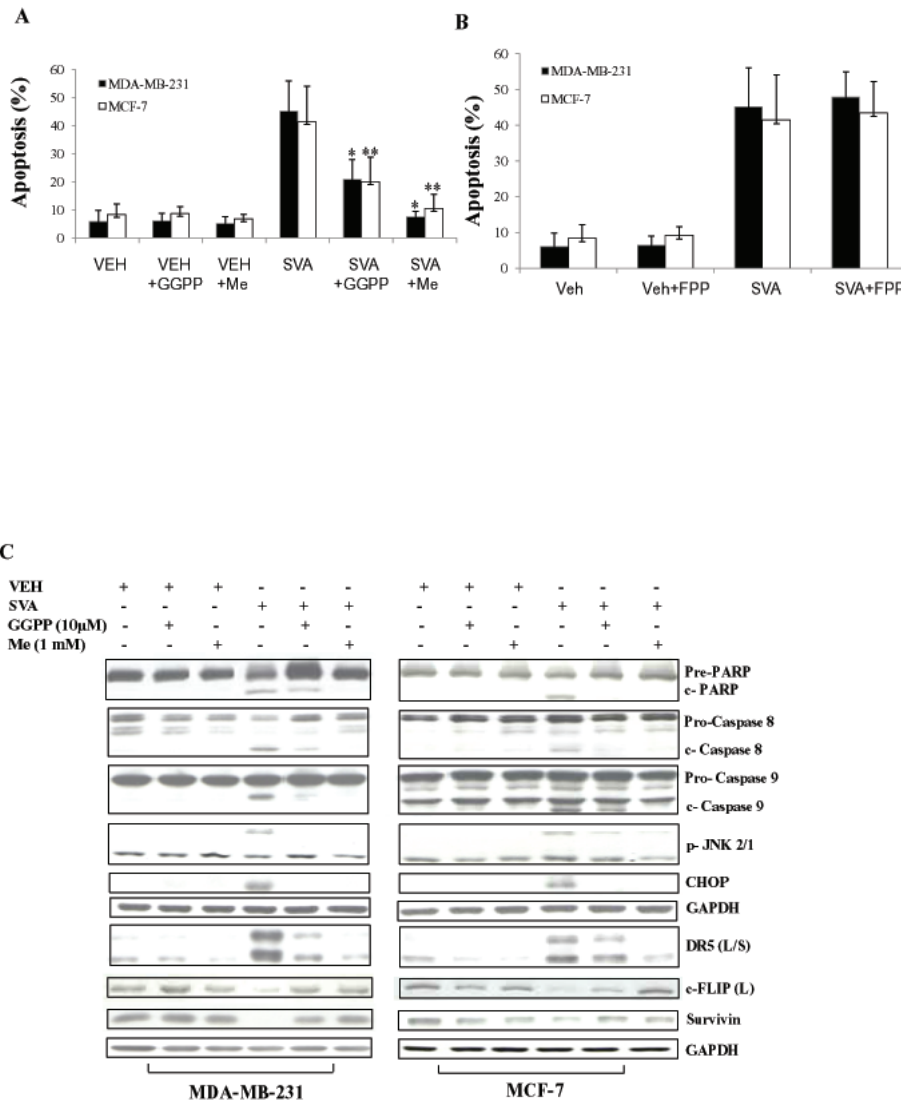 A
Apoptosis (%)
60
50
40
30
20
10
0
MDA-MB-231
MCF-7
* **
* **
VEH VEH SVA SVA SVA
VEH +GGPP +Me +GGPP +Me
B
Apoptosis (%)
60
50
40
30
20
10
0
MDA-MB-231
MCF-7
Veh Veh+FPP SVA SVA+FPP
C
VEH + + + - - - + + + - - -
SVA - - - + + + - - - + + +
GGPP (10µM) - + - - + - - + - - + -
Me (1 mM) - - + - - + - - + - - +
Pre-PARP
c- PARP
Pro-Caspase 8
c- Caspase 8
Pro- Caspase 9
c- Caspase 9
p- JNK 2/1
CHOP
GAPDH
DR5 (L/S)
c-FLIP (L)
Survivin
GAPDH
MDA-MB-231 MCF-7